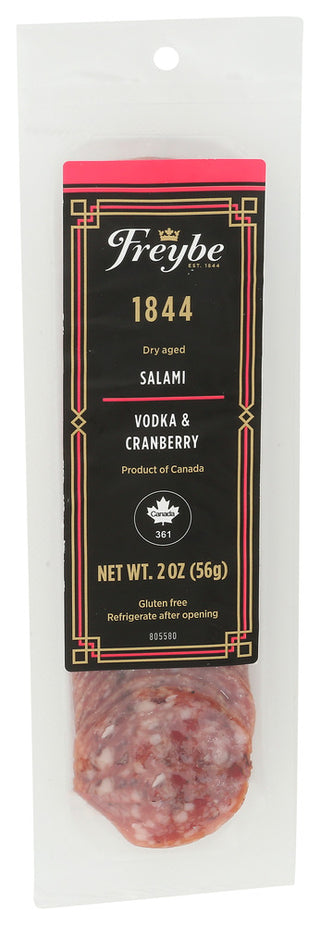 Freybe
EST. 1844
1844
Dry aged
SALAMI
VODKA &
CRANBERRY
Product of Canada
Canada
361
NET WT. 2 OZ (56g)
Gluten free
Refrigerate after opening
805580